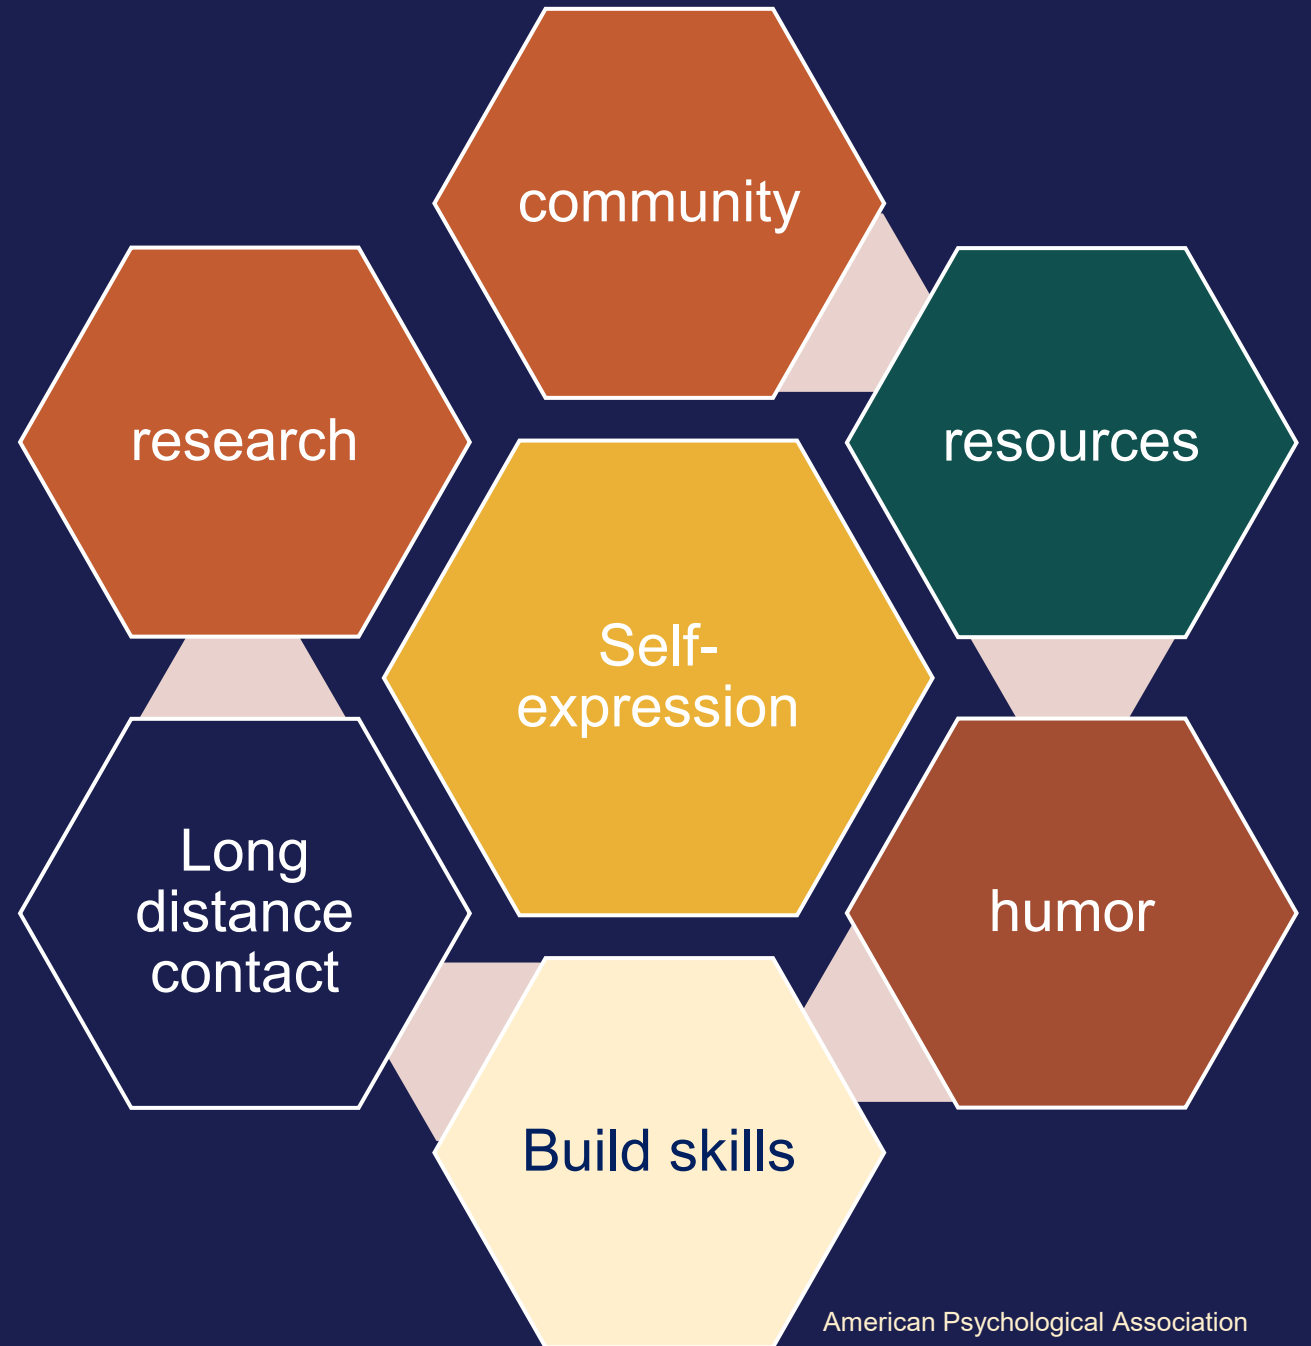 community
research
resources
Self-
expression
Long
distance
contact
humor
Build skills
American Psychological Association